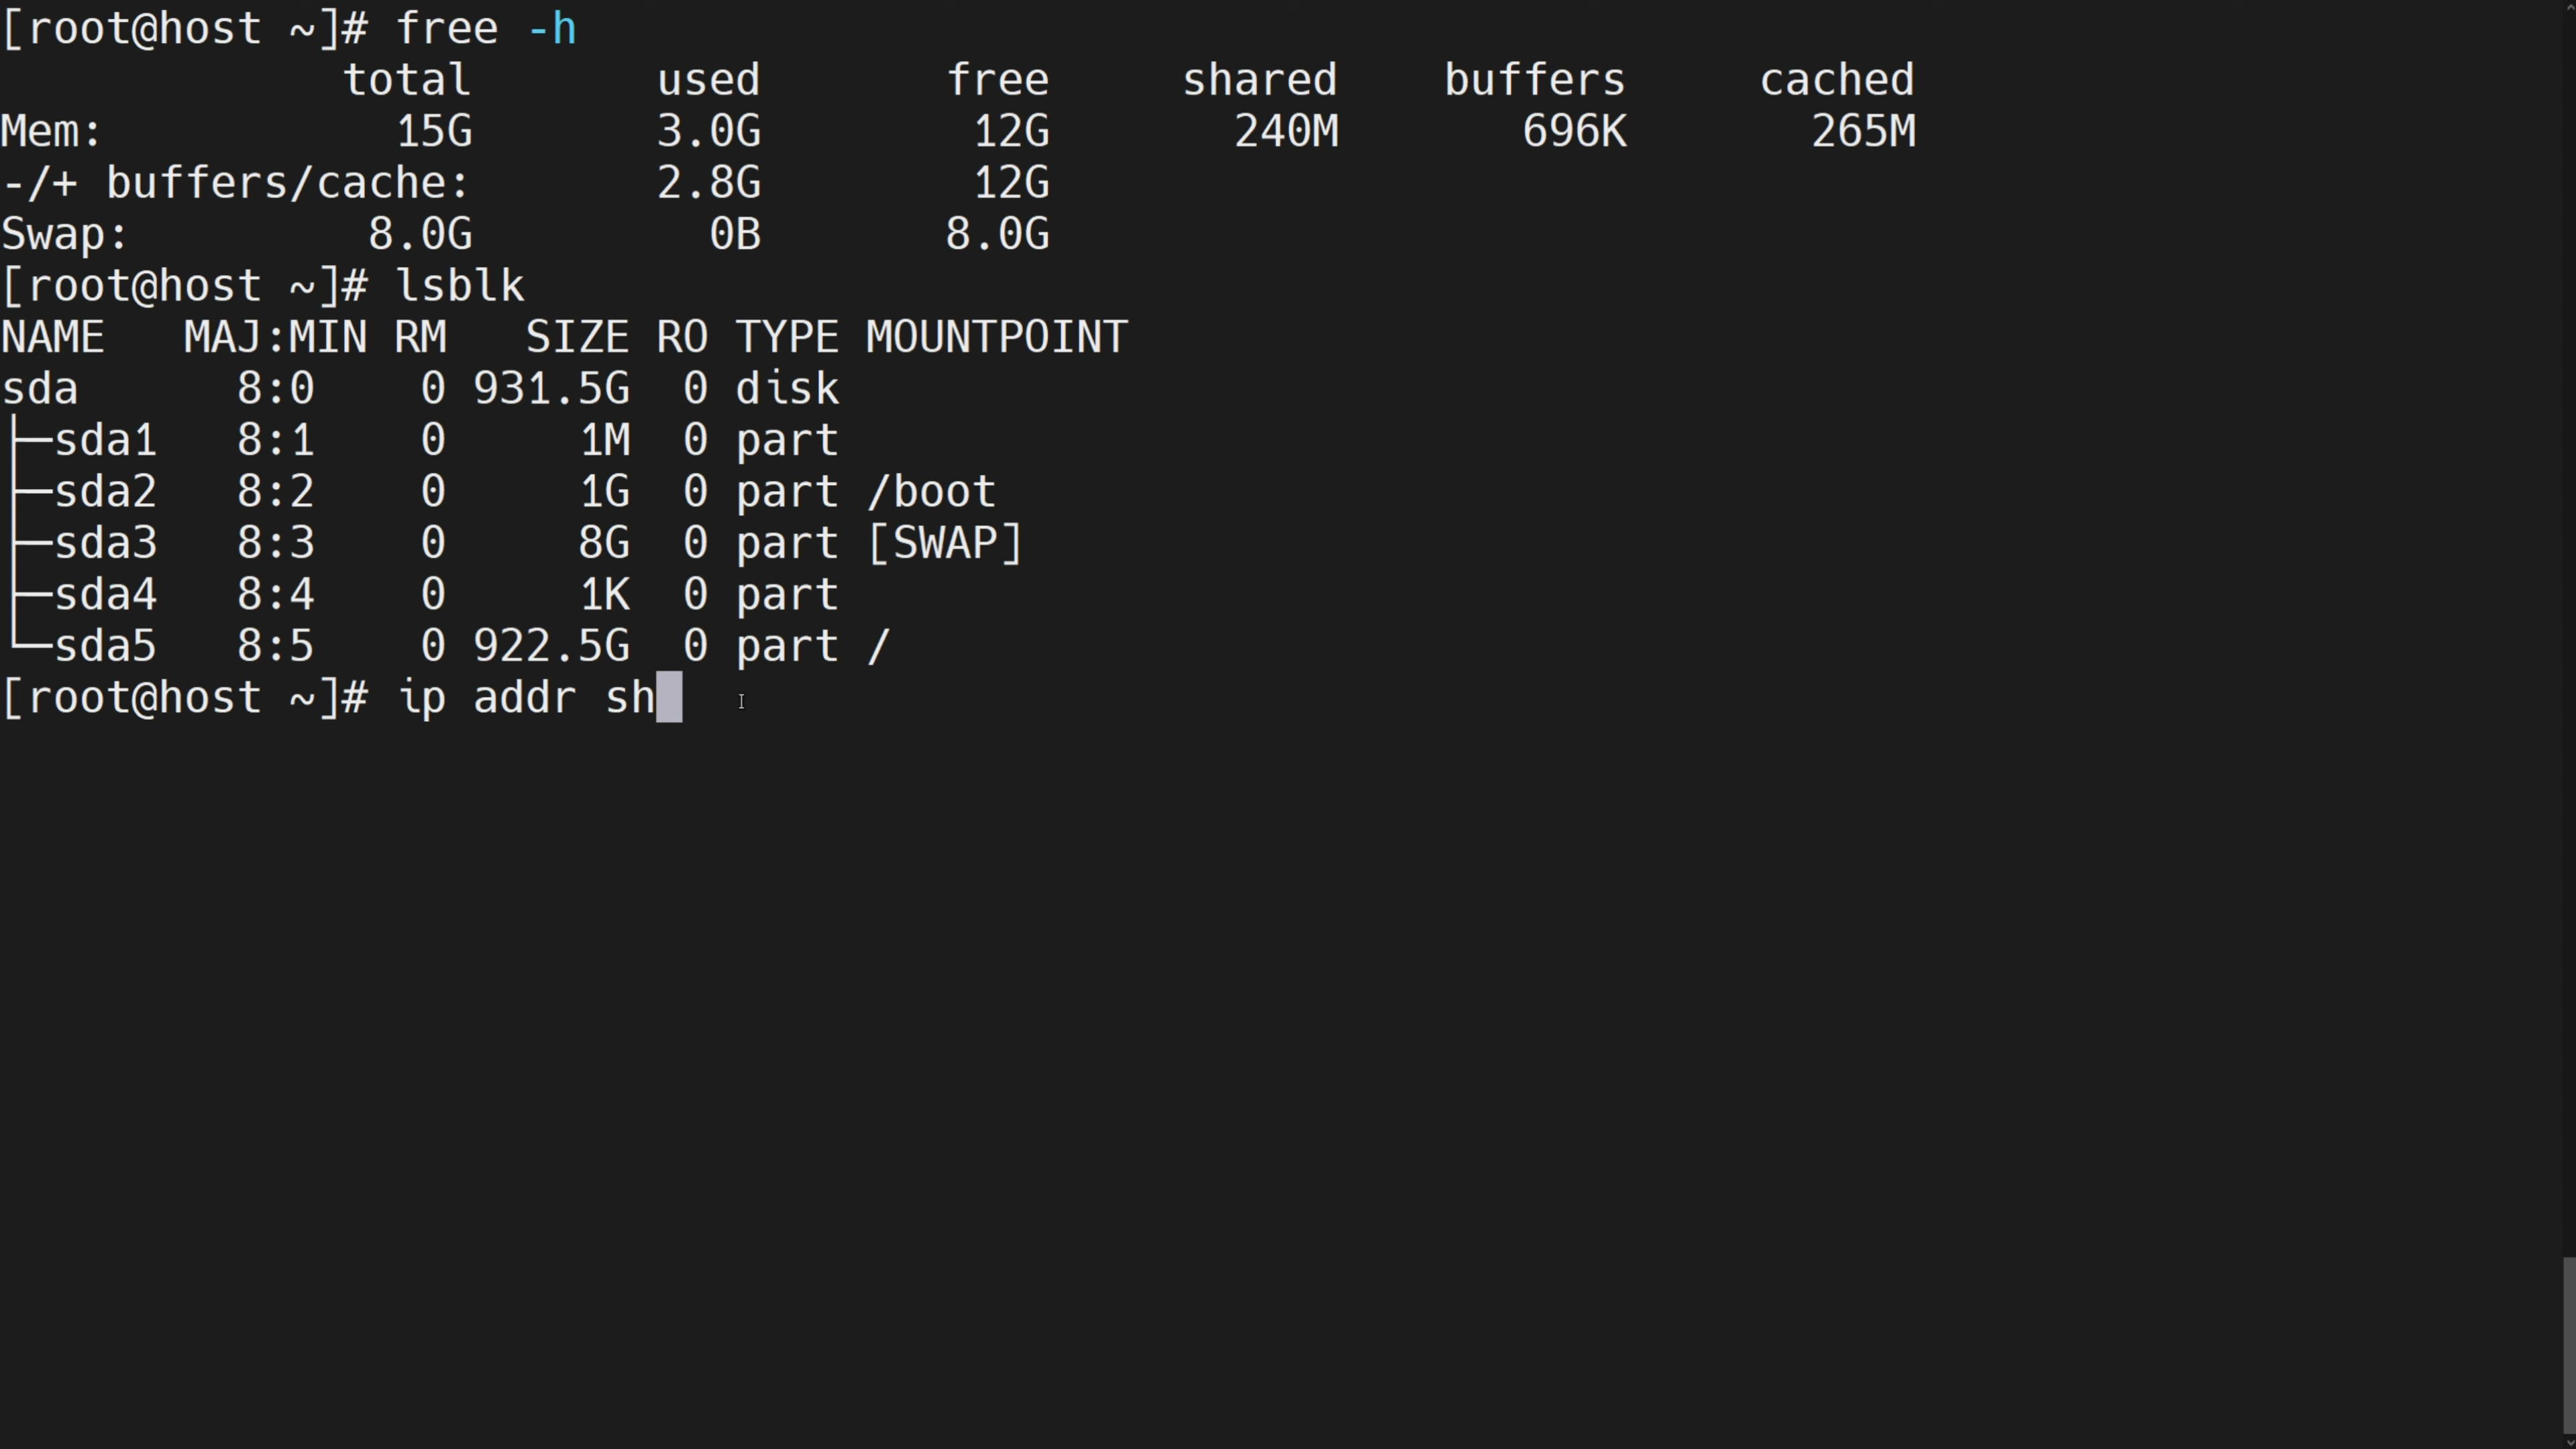 [root@host ~]# free -h
             total       used       free     shared    buffers     cached
Mem:           15G       3.0G        12G       240M       696K       265M
-/+ buffers/cache:       2.8G        12G
Swap:         8.0G         0B       8.0G
[root@host ~]# lsblk
NAME   MAJ:MIN RM   SIZE RO TYPE MOUNTPOINT
sda      8:0    0 931.5G  0 disk
├─sda1   8:1    0     1M  0 part
├─sda2   8:2    0     1G  0 part /boot
├─sda3   8:3    0     8G  0 part [SWAP]
├─sda4   8:4    0     1K  0 part
└─sda5   8:5    0 922.5G  0 part /
[root@host ~]# ip addr sh